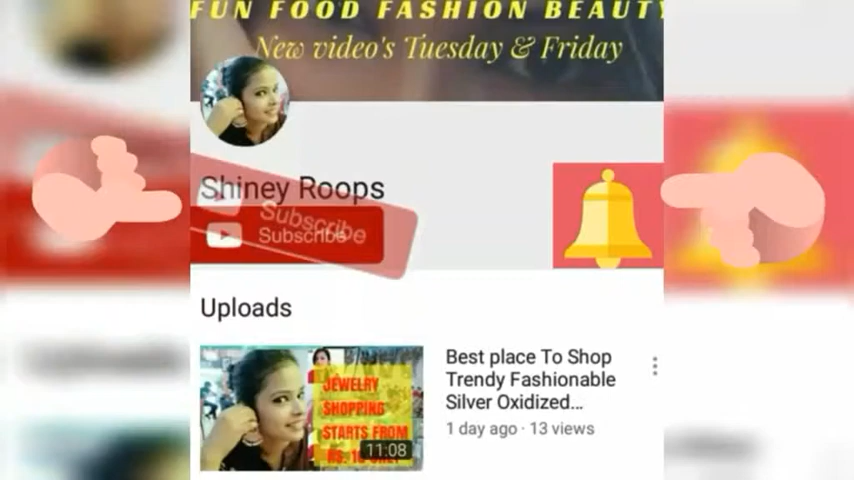 FUN FOOD FASHION BEAUTY
New video's Tuesday & Friday
Shiney Roops
Subscribe
Subscribe
Uploads
JEWELRY
SHOPPING
STARTS FROM
11:08
Best place To Shop
Trendy Fashionable
Silver Oxidized...
1 day ago · 13 views